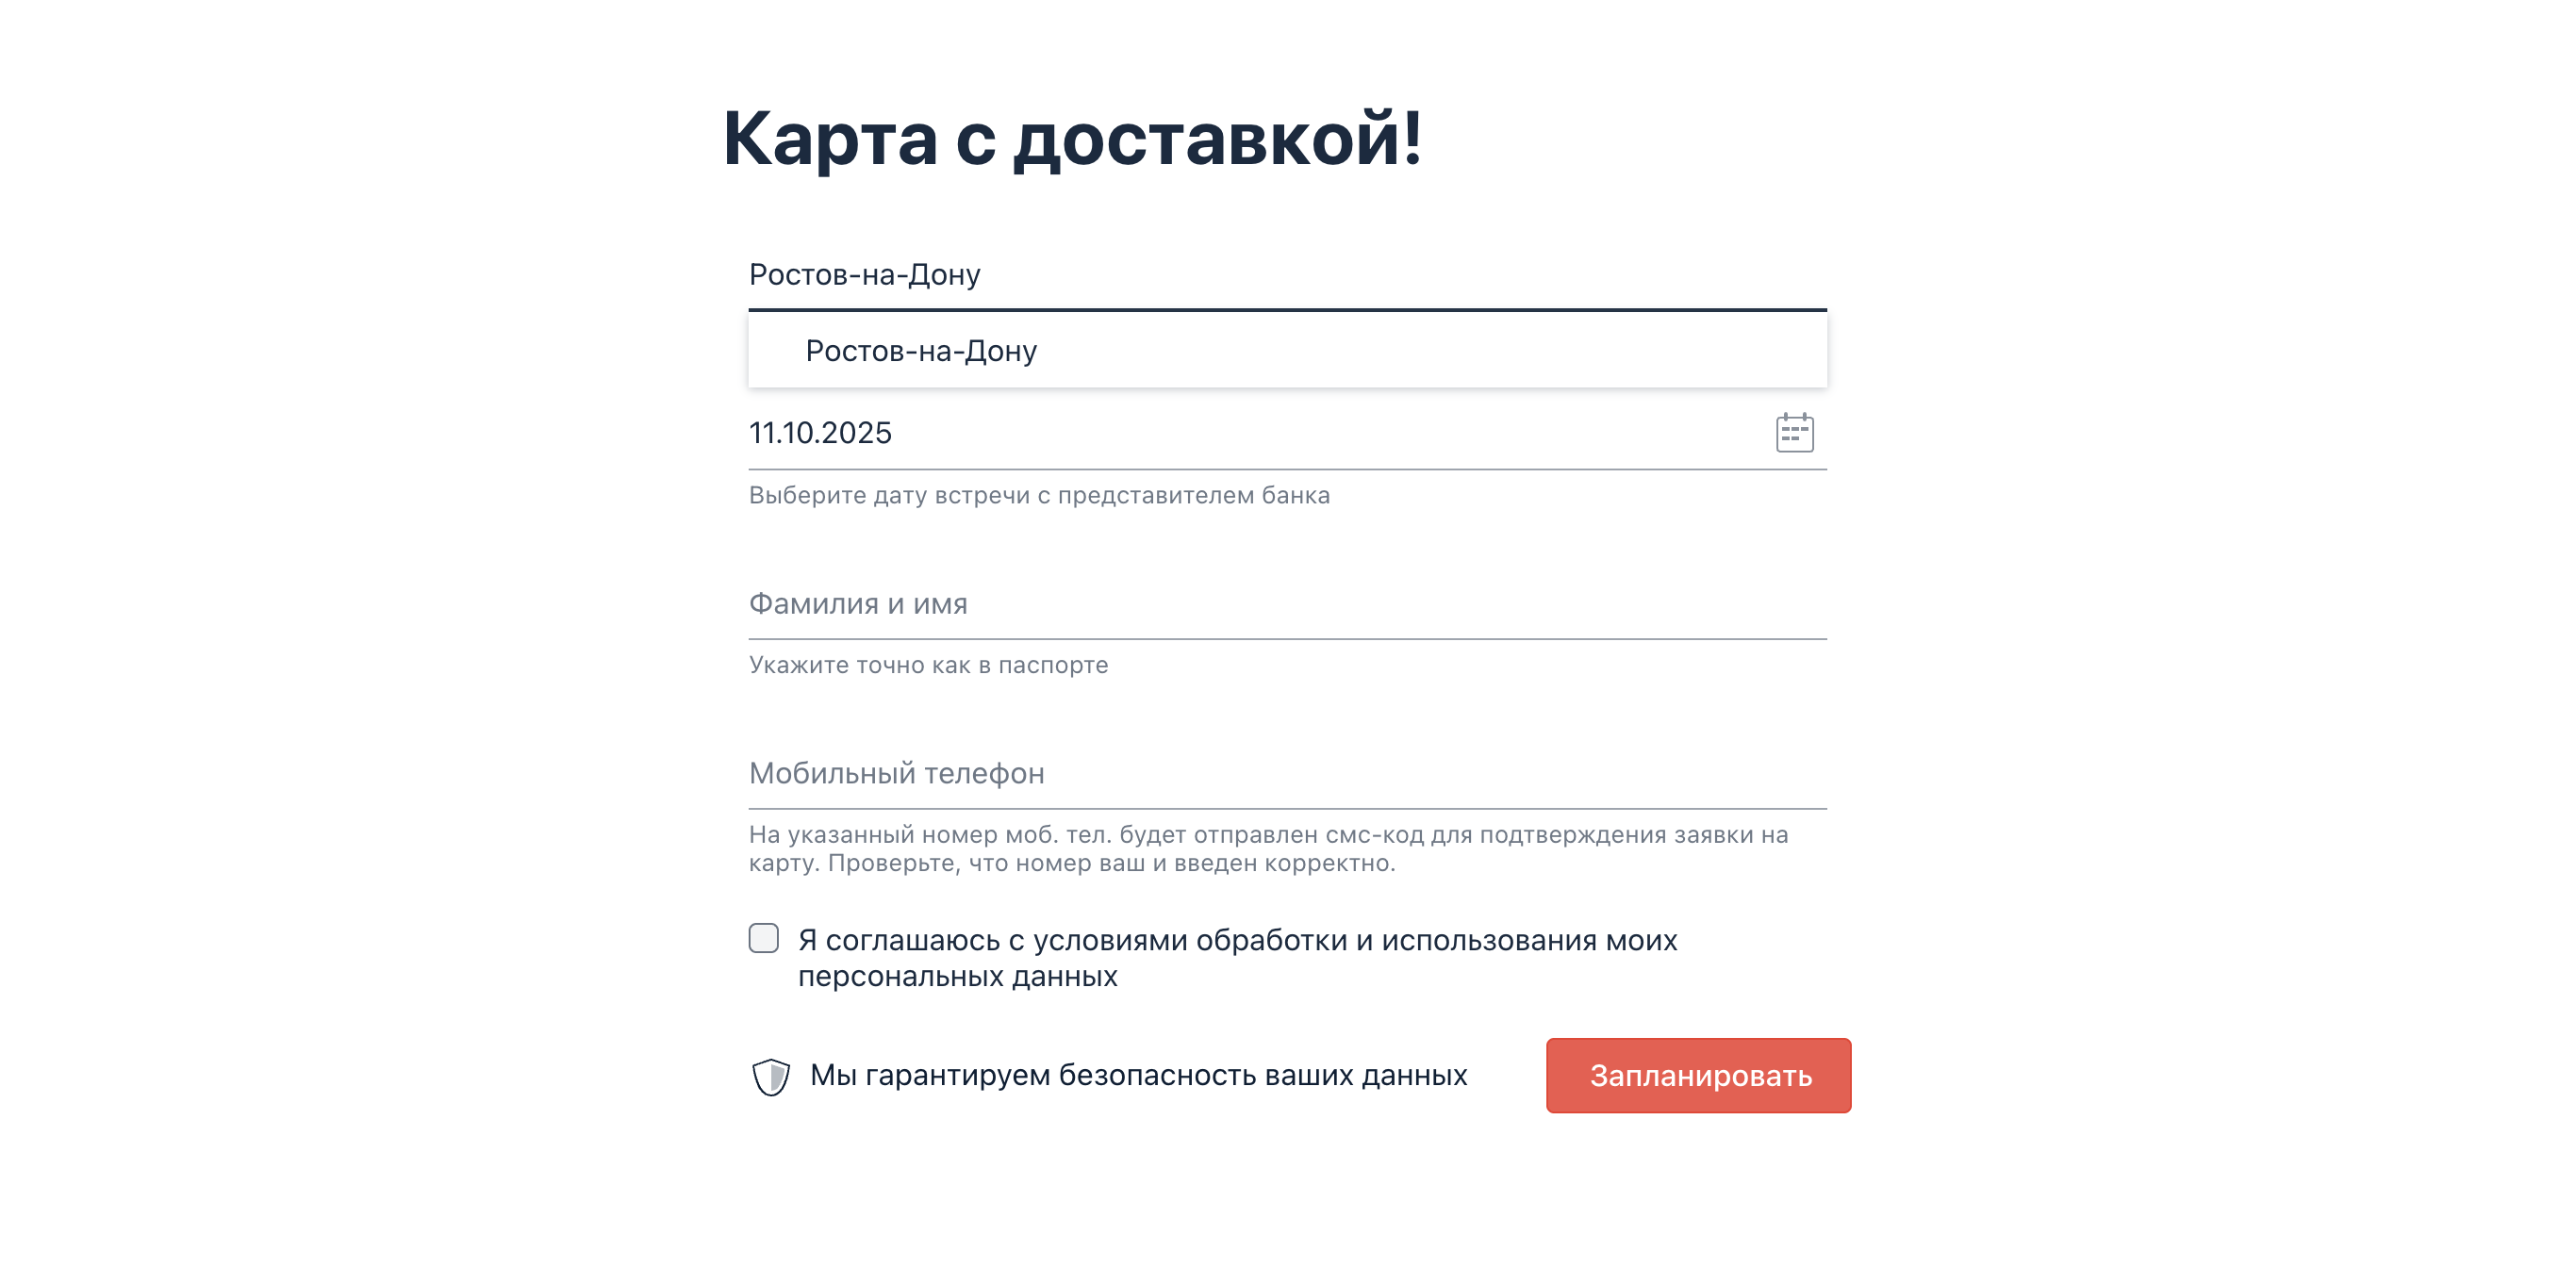 Карта с доставкой!
Ростов-на-Дону
Ростов-на-Дону
11.10.2025
Выберите дату встречи с представителем банка
Фамилия и имя
Укажите точно как в паспорте
Мобильный телефон
На указанный номер моб. тел. будет отправлен смс-код для подтверждения заявки на
карту. Проверьте, что номер ваш и введен корректно.
Я соглашаюсь с условиями обработки и использования моих
персональных данных
Мы гарантируем безопасность ваших данных
Запланировать